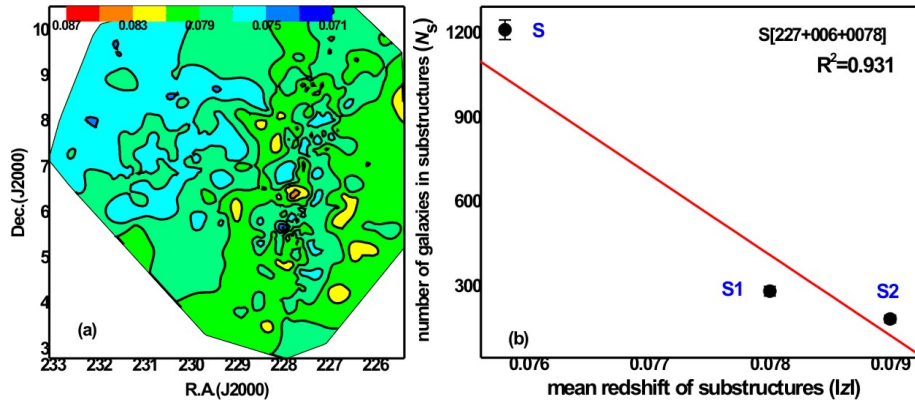 0.087 0.083 0.079 0.075 0.071
10
9
8
7
6
5
4
3
Dec.(J2000)
(a)
233 232 231 230 229 228 227 226
R.A.(J2000)
number of galaxies in substructures (N_S)
1200
900
600
300
S
S[227+006+0078]
R²=0.931
S1
S2
(b)
0.076 0.077 0.078 0.079
mean redshift of substructures (|z|)